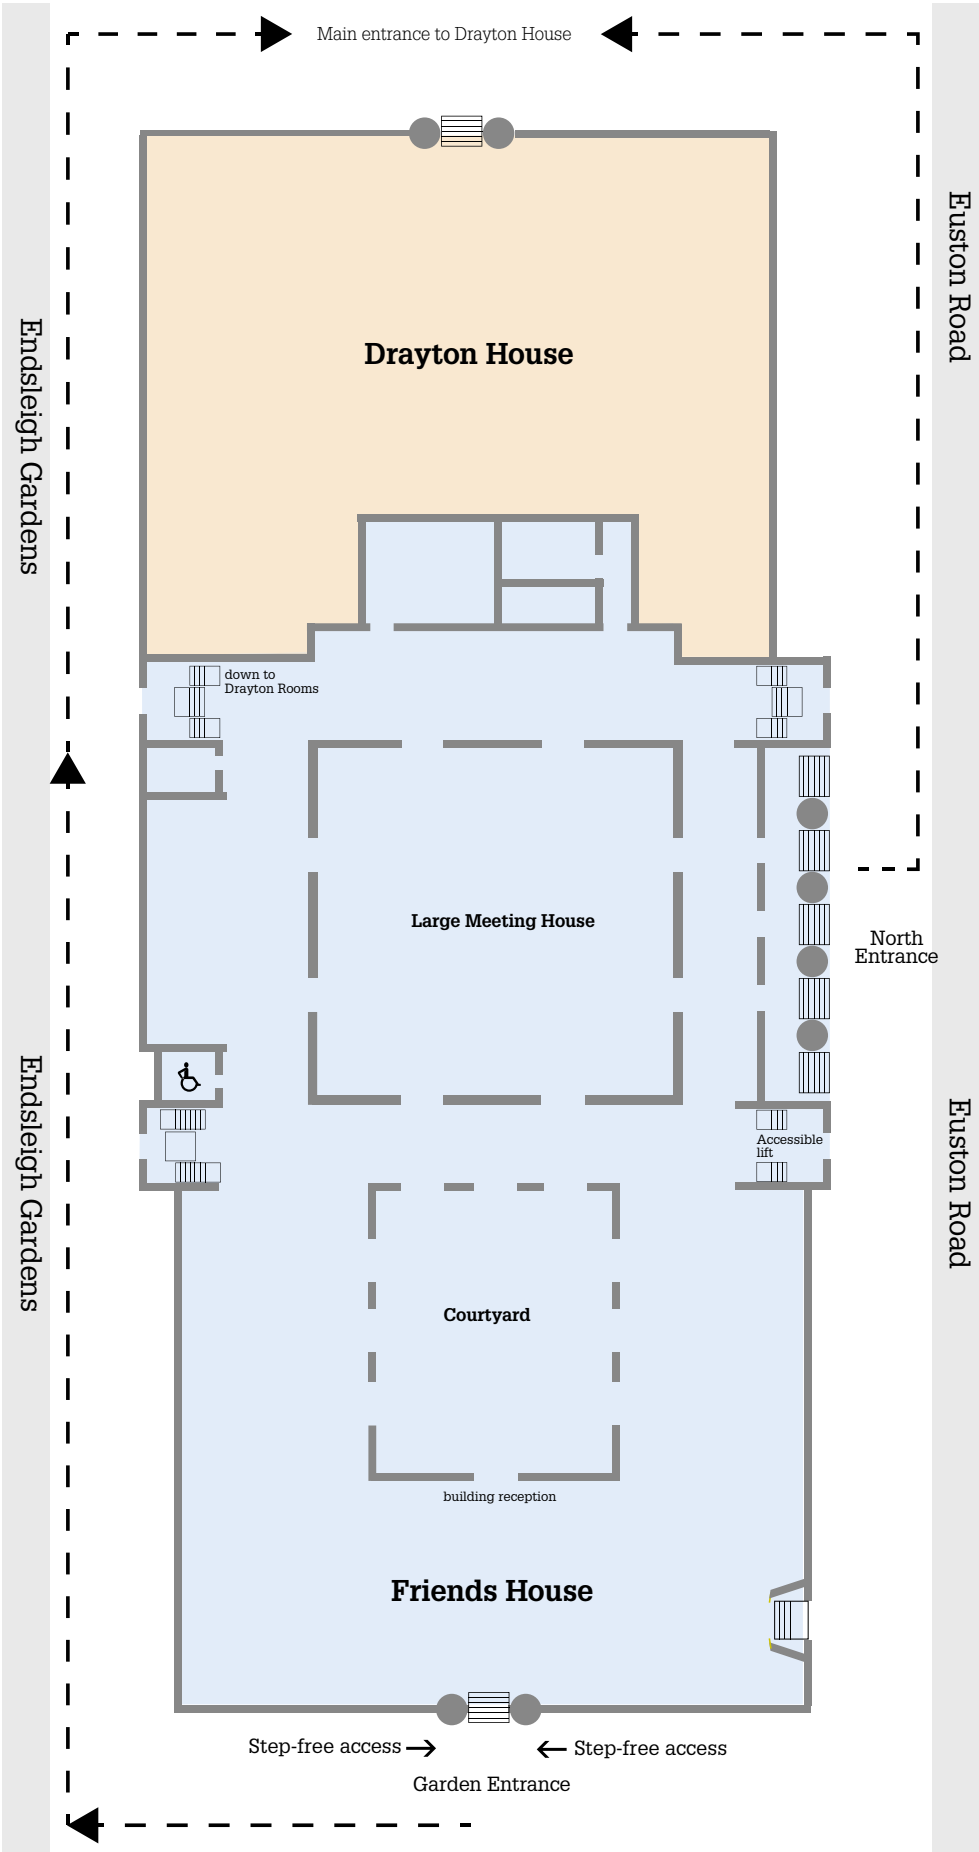 Main entrance to Drayton House
Euston Road
Endsleigh Gardens
Drayton House
down to
Drayton Rooms
Large Meeting House
North
Entrance
Endsleigh Gardens
Euston Road
Accessible
lift
Courtyard
building reception
Friends House
Step-free access
Step-free access
Garden Entrance